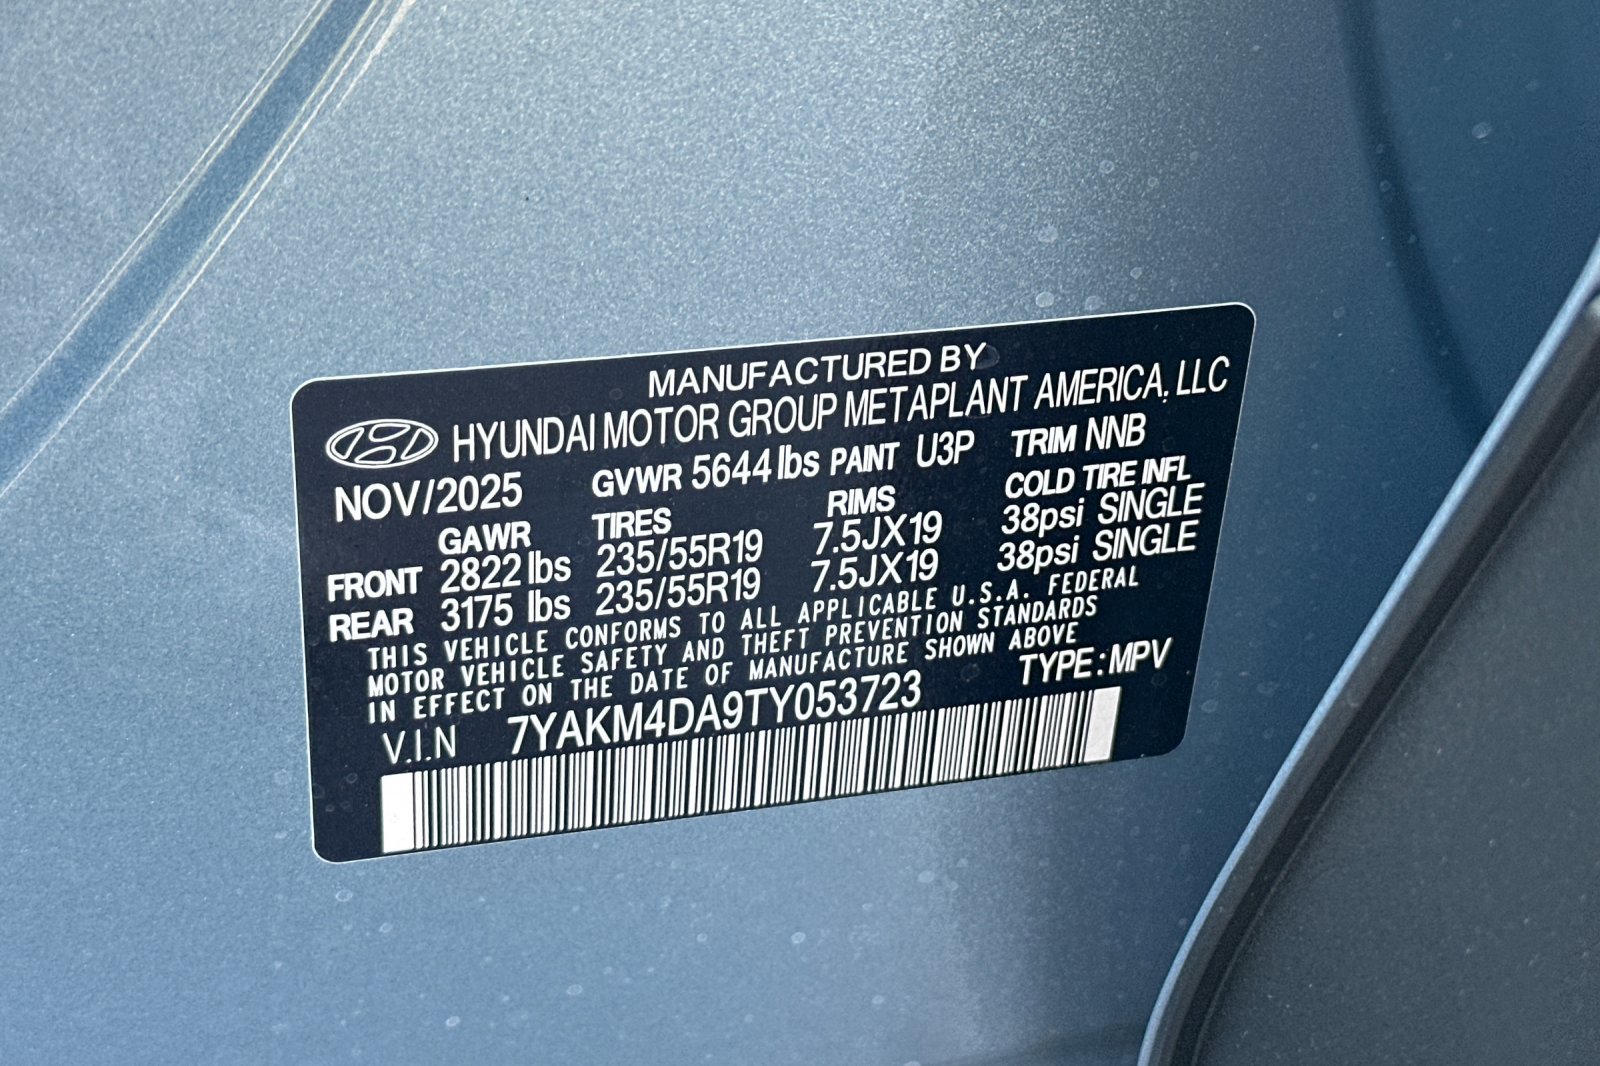 MANUFACTURED BY
HYUNDAI MOTOR GROUP METAPLANT AMERICA, LLC
NOV/2025 GVWR 5644 lbs PAINT U3P TRIM NNB
GAWR TIRES RIMS COLD TIRE INFL
FRONT 2822 lbs 235/55R19 7.5JX19 38psi SINGLE
REAR 3175 lbs 235/55R19 7.5JX19 38psi SINGLE
THIS VEHICLE CONFORMS TO ALL APPLICABLE U.S.A. FEDERAL
MOTOR VEHICLE SAFETY AND THEFT PREVENTION STANDARDS
IN EFFECT ON THE DATE OF MANUFACTURE SHOWN ABOVE
V.I.N 7YAKM4DA9TY053723 TYPE:MPV